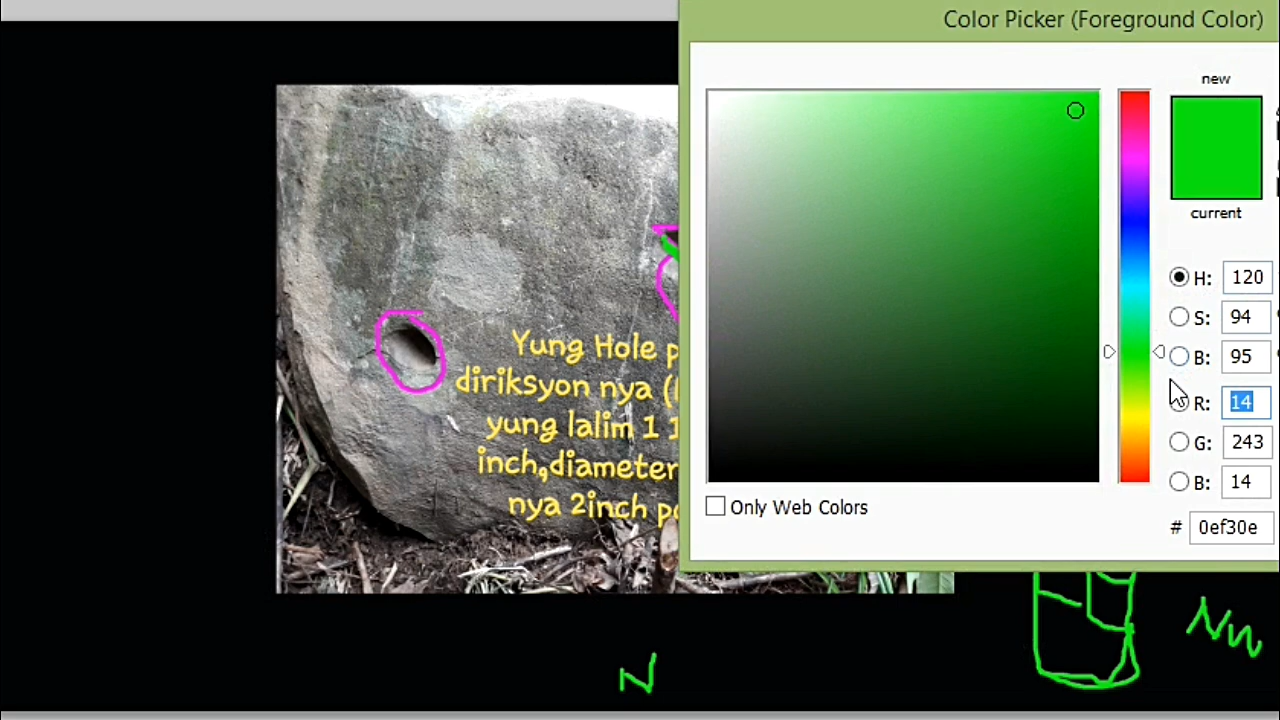 Color Picker (Foreground Color)
new
current
H: 120
S: 94
B: 95
R: 14
G: 243
B: 14
# 0ef30e
Only Web Colors
Yung Hole
diriksyon nya
yung lalim 1
inch,diameter
nya 2inch
N
NW